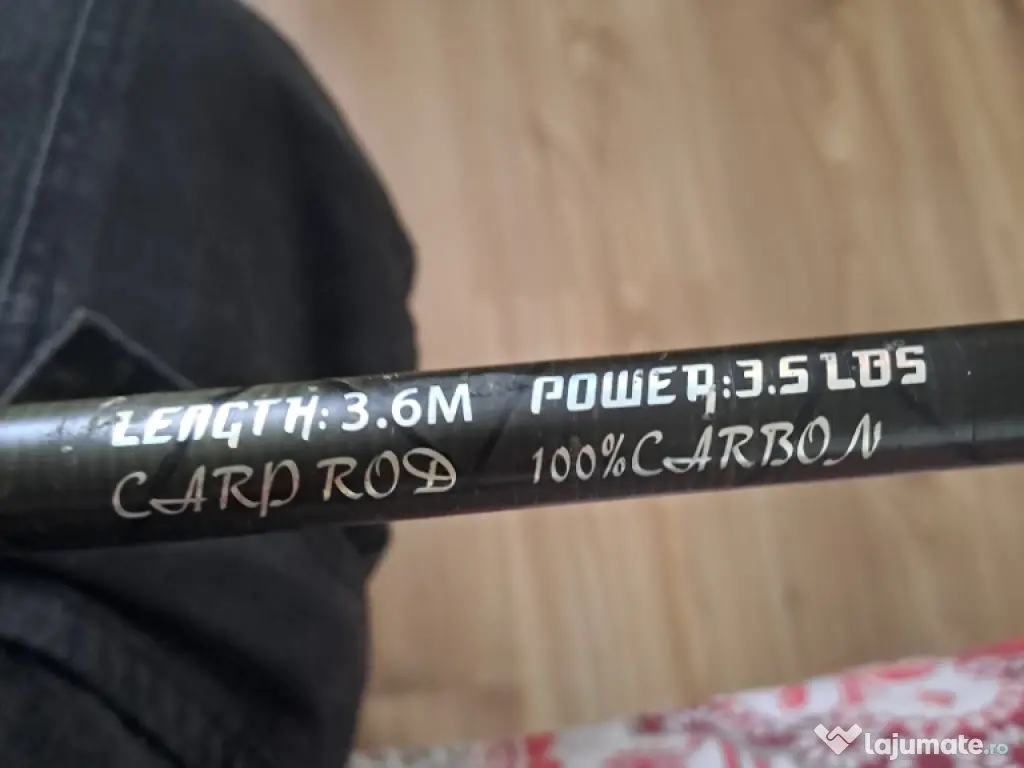 LENGTH: 3.6M POWER: 3.5 LBS
CARP ROD 100% CARBON
lajumate.ro